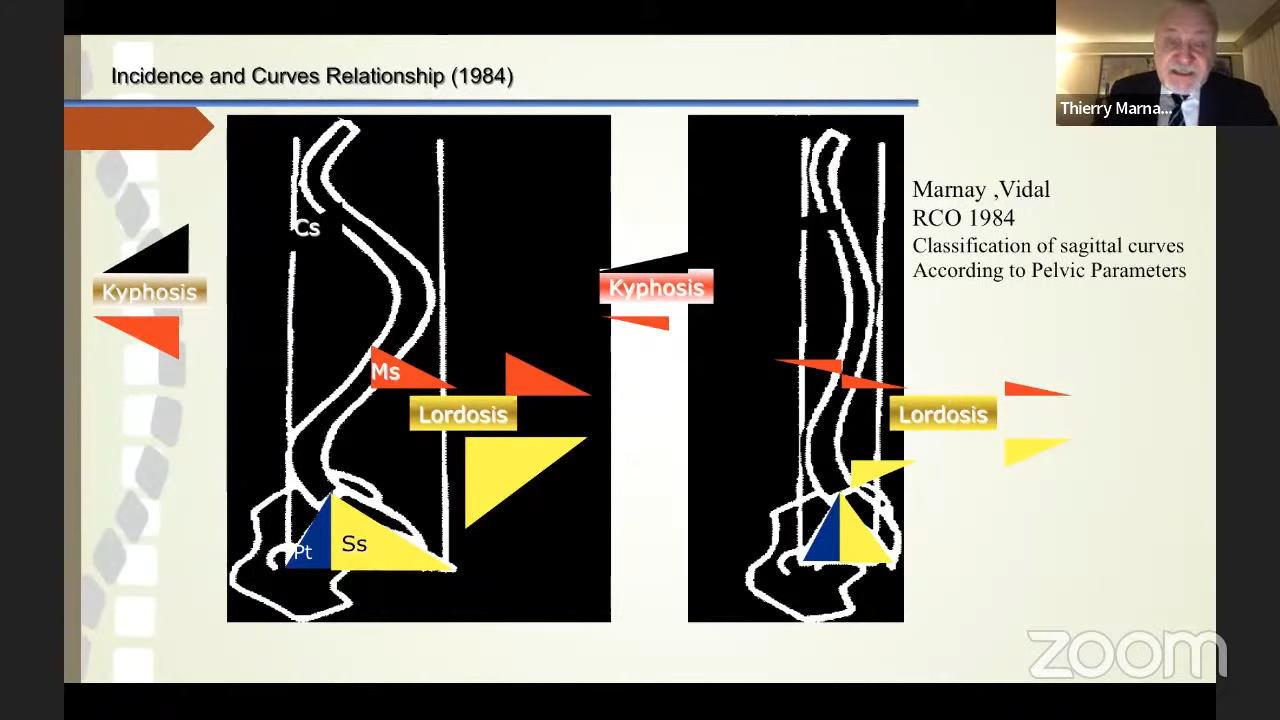 Incidence and Curves Relationship (1984)
Thierry Marna...
Marnay ,Vidal
RCO 1984
Classification of sagittal curves
According to Pelvic Parameters
Cs
Kyphosis
Kyphosis
Ms
Lordosis
Lordosis
Pt
Ss
zoom